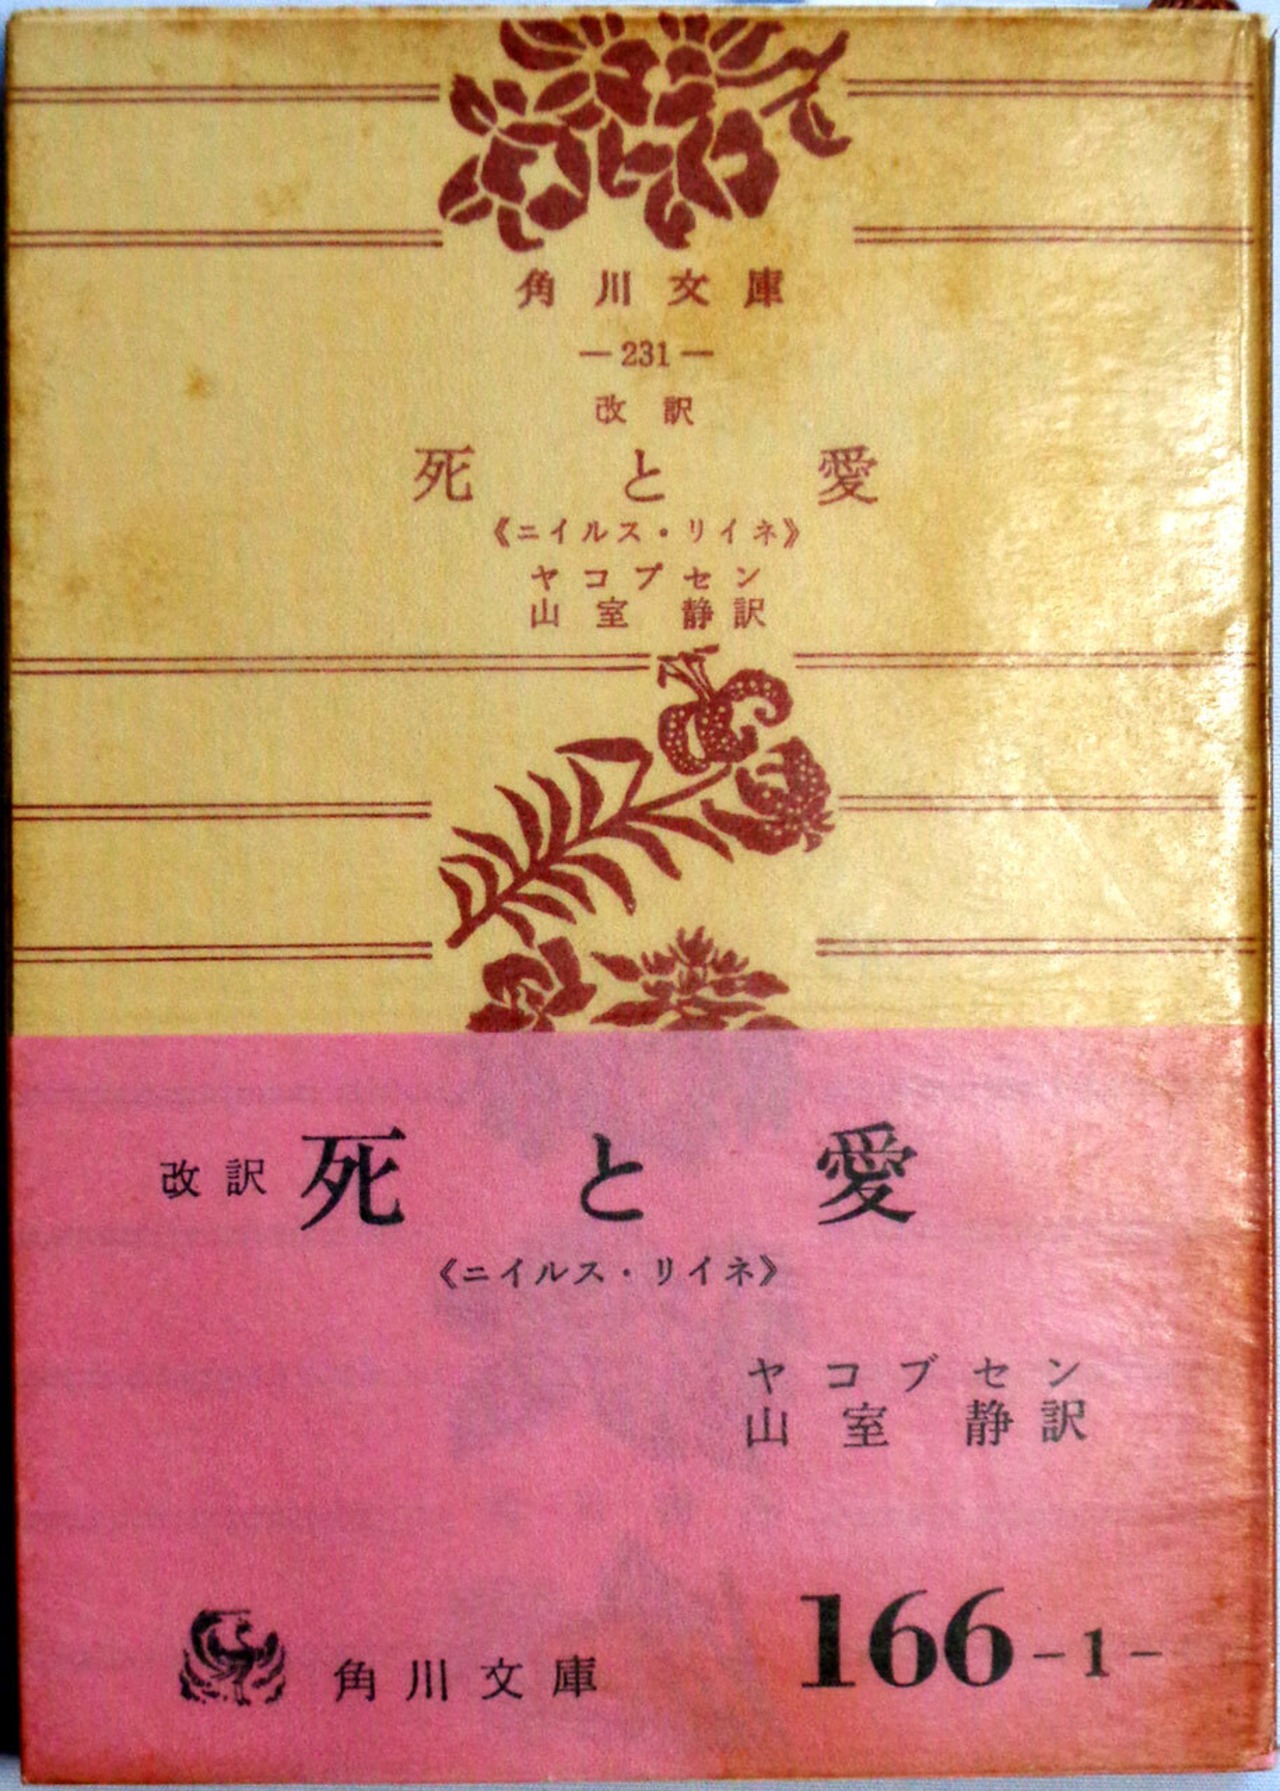 角川文庫
—231—
改訳
死と愛
《ニイルス・リイネ》
ヤコブセン
山室 静訳
改訳 死と愛
《ニイルス・リイネ》
ヤコブセン
山室 静訳
角川文庫
166-1-